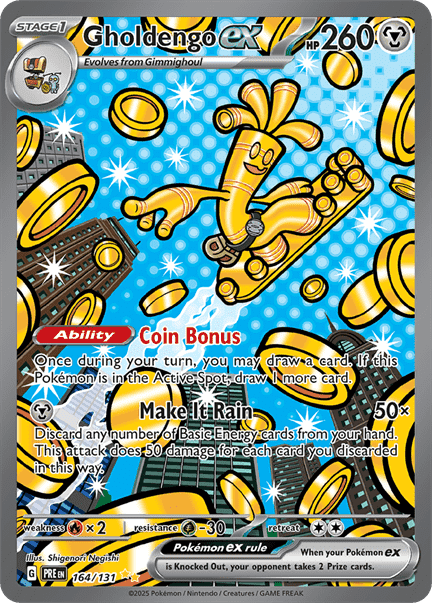 STAGE1 Gholdengo ex HP 260
Evolves from Gimmighoul
Ability Coin Bonus
Once during your turn, you may draw a card. If this
Pokémon is in the Active Spot, draw 1 more card.
Make It Rain 50×
Discard any number of Basic Energy cards from your hand.
This attack does 50 damage for each card you discarded
in this way.
weakness ×2 resistance -30 retreat
Illus. Shigenori Negishi
Pokémon ex rule When your Pokémon ex
is Knocked Out, your opponent takes 2 Prize cards.
G PRE EN 164/131
©2025 Pokémon / Nintendo / Creatures / GAME FREAK